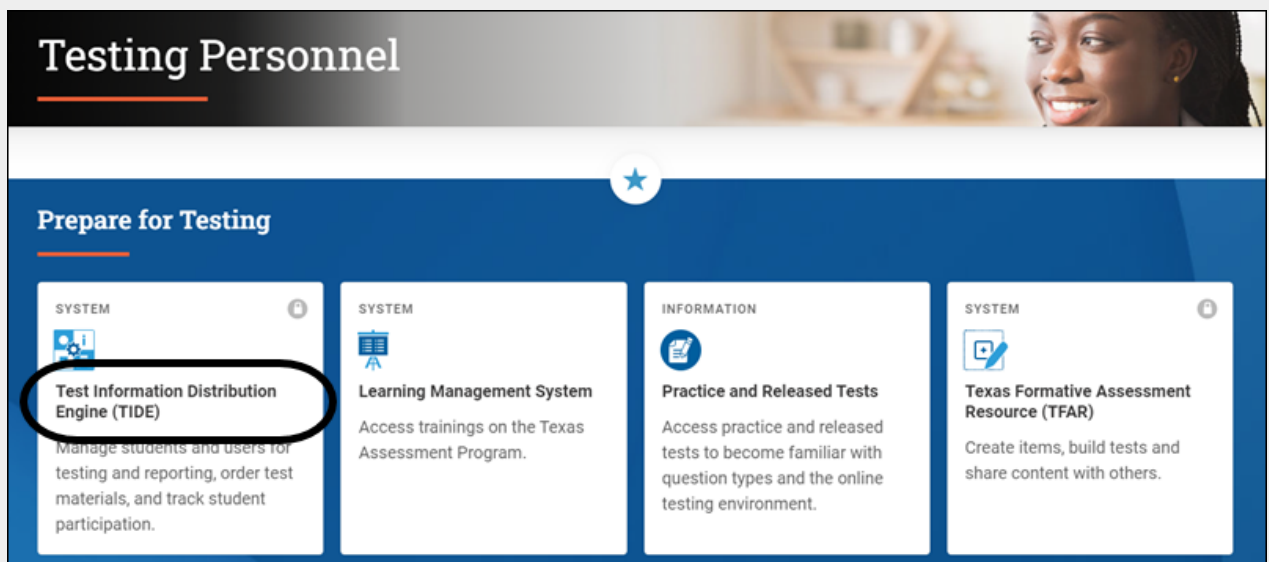 Testing Personnel
Prepare for Testing
SYSTEM
Test Information Distribution
Engine (TIDE)
Manage students and users for
testing and reporting, order test
materials, and track student
participation.
SYSTEM
Learning Management System
Access trainings on the Texas
Assessment Program.
INFORMATION
Practice and Released Tests
Access practice and released
tests to become familiar with
question types and the online
testing environment.
SYSTEM
Texas Formative Assessment
Resource (TFAR)
Create items, build tests and
share content with others.